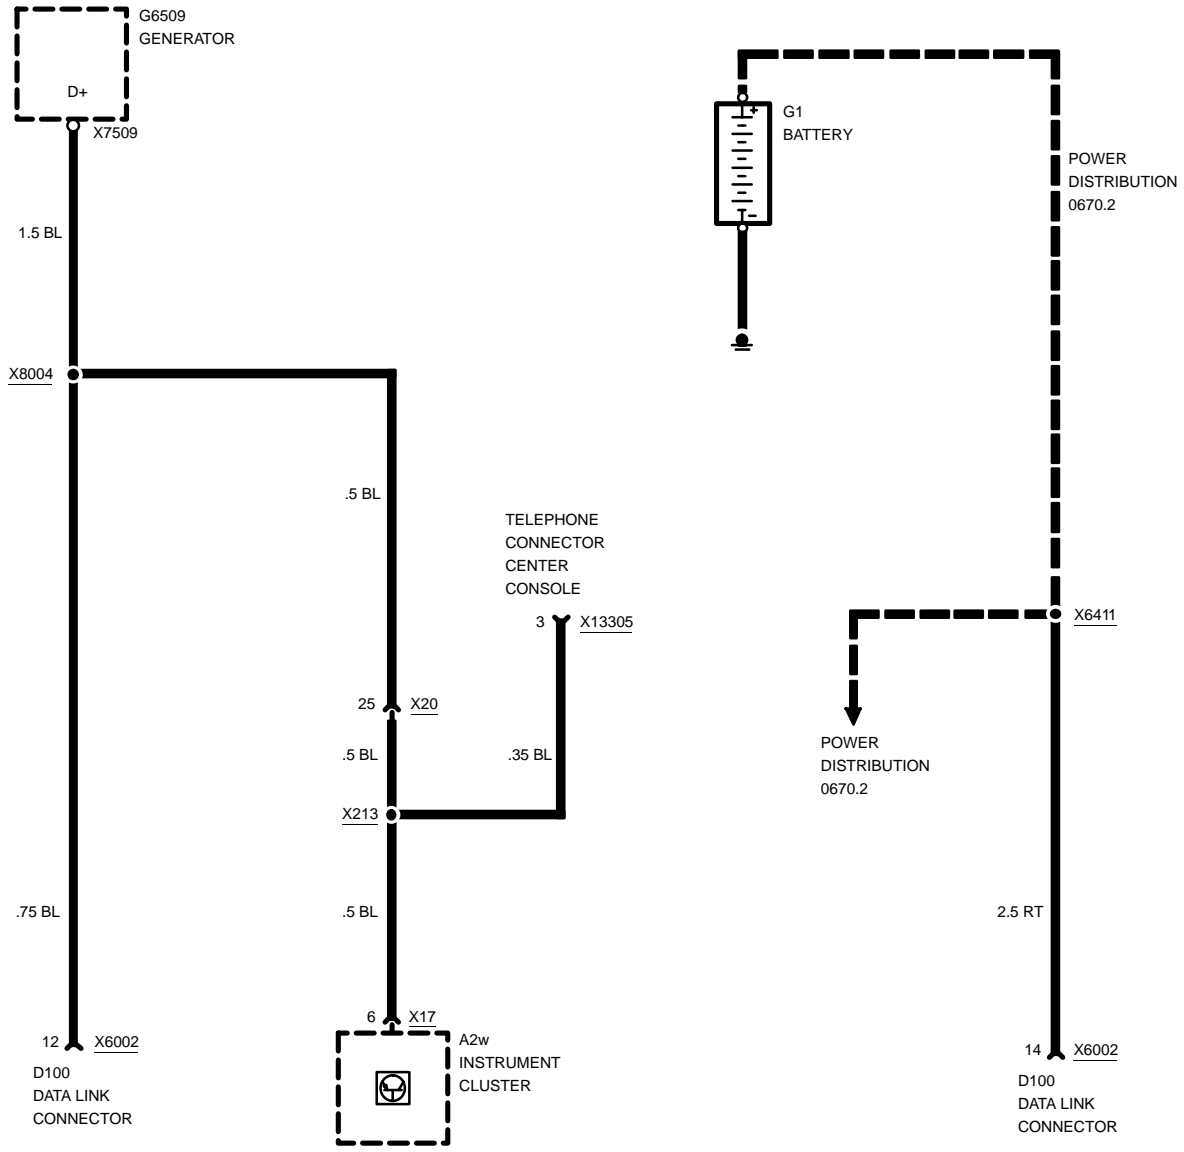 G6509
GENERATOR
D+
X7509
1.5 BL
X8004
.5 BL
TELEPHONE
CONNECTOR
CENTER
CONSOLE
3 X13305
25 X20
.5 BL
.35 BL
X213
.75 BL
.5 BL
12 X6002
D100
DATA LINK
CONNECTOR
6 X17
A2w
INSTRUMENT
CLUSTER
+
G1
BATTERY
−
POWER
DISTRIBUTION
0670.2
X6411
POWER
DISTRIBUTION
0670.2
2.5 RT
14 X6002
D100
DATA LINK
CONNECTOR